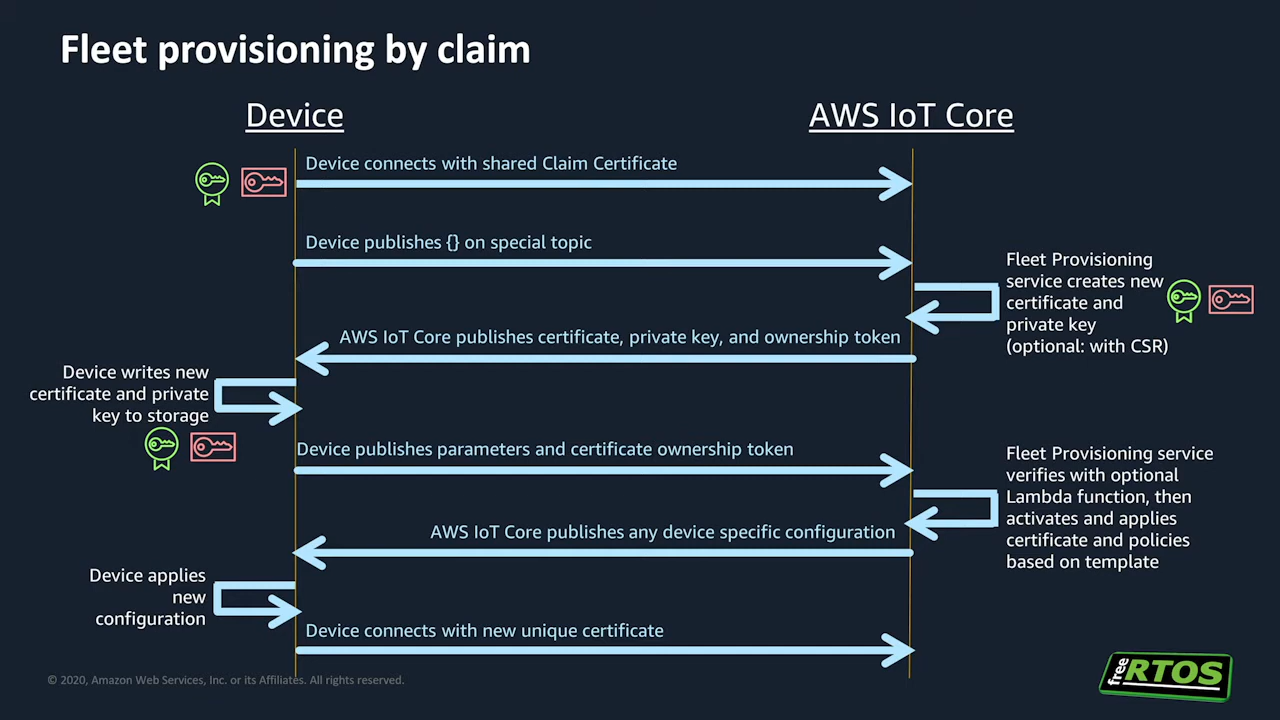 Fleet provisioning by claim
Device
AWS IoT Core
Device connects with shared Claim Certificate
Device publishes {} on special topic
Fleet Provisioning
service creates new
certificate and
private key
(optional: with CSR)
AWS IoT Core publishes certificate, private key, and ownership token
Device writes new
certificate and private
key to storage
Device publishes parameters and certificate ownership token
Fleet Provisioning service
verifies with optional
Lambda function, then
activates and applies
certificate and policies
based on template
AWS IoT Core publishes any device specific configuration
Device applies
new
configuration
Device connects with new unique certificate
© 2020, Amazon Web Services, Inc. or its Affiliates. All rights reserved.
free RTOS